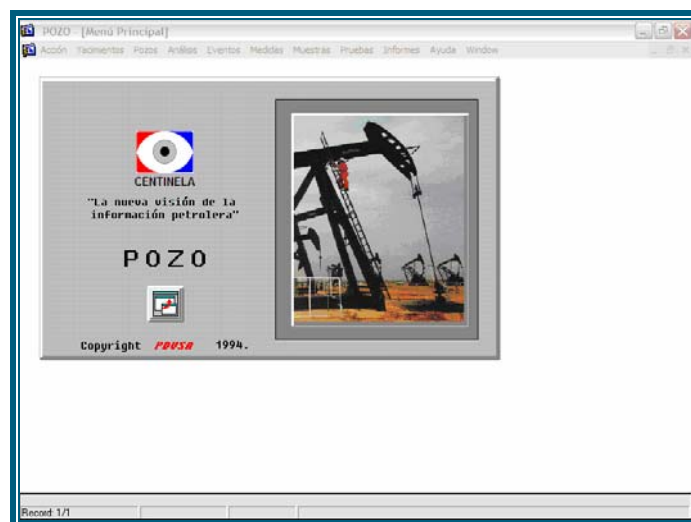 POZO - [Menú Principal]
Acción Yacimientos Pozos Análisis Eventos Medidas Muestras Pruebas Informes Ayuda Window
CENTINELA
"La nueva visión de la
información petrolera"
POZO
Copyright PDVSA 1994.
Record: 1/1